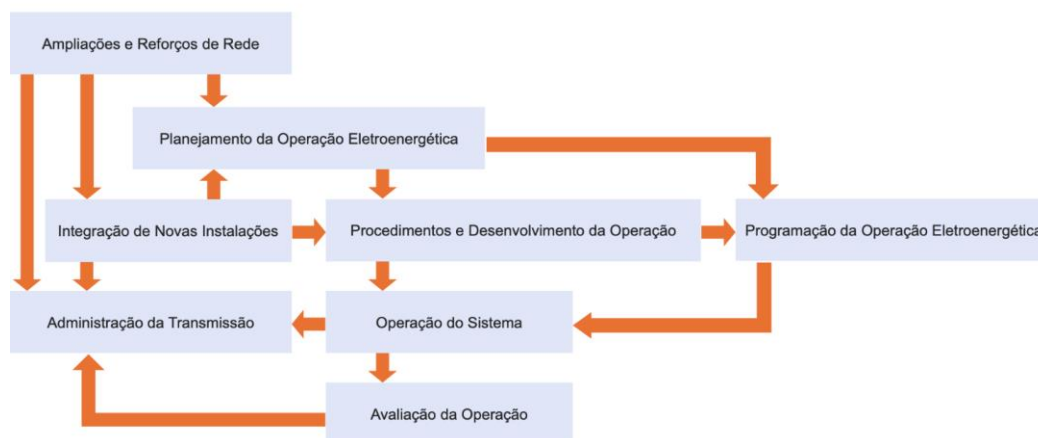 Ampliações e Reforços de Rede
Planejamento da Operação Eletroenergética
Integração de Novas Instalações
Procedimentos e Desenvolvimento da Operação
Programação da Operação Eletroenergética
Administração da Transmissão
Operação do Sistema
Avaliação da Operação